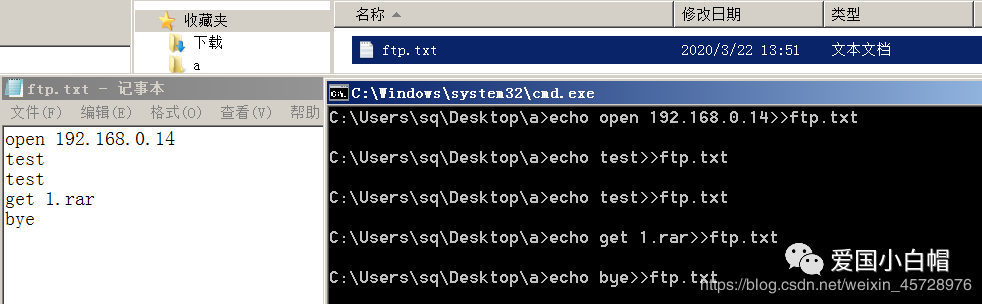 收藏夹
下载
a
名称 修改日期 类型
ftp.txt 2020/3/22 13:51 文本文档
ftp.txt - 记事本
文件(F) 编辑(E) 格式(O) 查看(V) 帮助
open 192.168.0.14
test
test
get 1.rar
bye
C:\Windows\system32\cmd.exe
C:\Users\sq\Desktop\a>echo open 192.168.0.14>>ftp.txt
C:\Users\sq\Desktop\a>echo test>>ftp.txt
C:\Users\sq\Desktop\a>echo test>>ftp.txt
C:\Users\sq\Desktop\a>echo get 1.rar>>ftp.txt
C:\Users\sq\Desktop\a>echo bye>>ftp.txt
爱国小白帽
https://blog.csdn.net/weixin_45728976